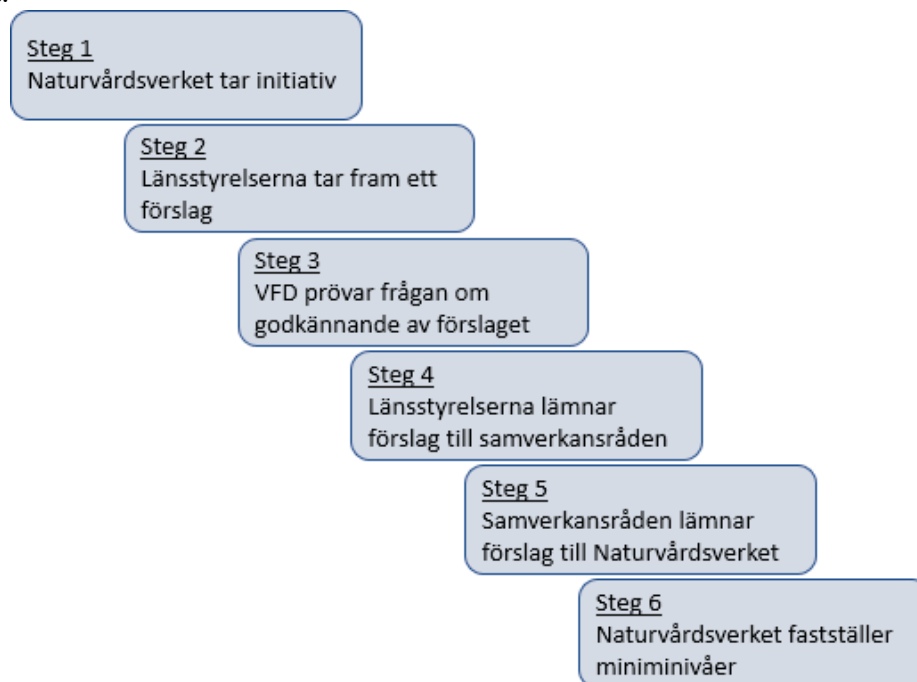 Steg 1
Naturvårdsverket tar initiativ
Steg 2
Länsstyrelserna tar fram ett
förslag
Steg 3
VFD prövar frågan om
godkännande av förslaget
Steg 4
Länsstyrelserna lämnar
förslag till samverkansråden
Steg 5
Samverkansråden lämnar
förslag till Naturvårdsverket
Steg 6
Naturvårdsverket fastställer
miniminivåer